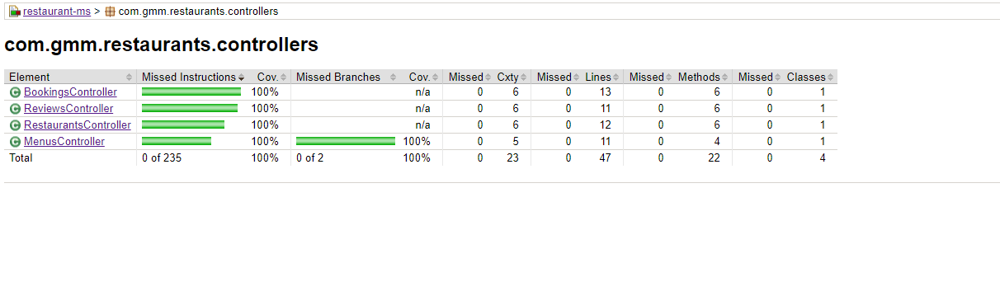 restaurant-ms > com.gmm.restaurants.controllers
com.gmm.restaurants.controllers
Element Missed Instructions Cov. Missed Branches Cov. Missed Cxty Missed Lines Missed Methods Missed Classes
C BookingsController 100% n/a 0 6 0 13 0 6 0 1
C ReviewsController 100% n/a 0 6 0 11 0 6 0 1
C RestaurantsController 100% n/a 0 6 0 12 0 6 0 1
C MenusController 100% 100% 0 5 0 11 0 4 0 1
Total 0 of 235 100% 0 of 2 100% 0 23 0 47 0 22 0 4